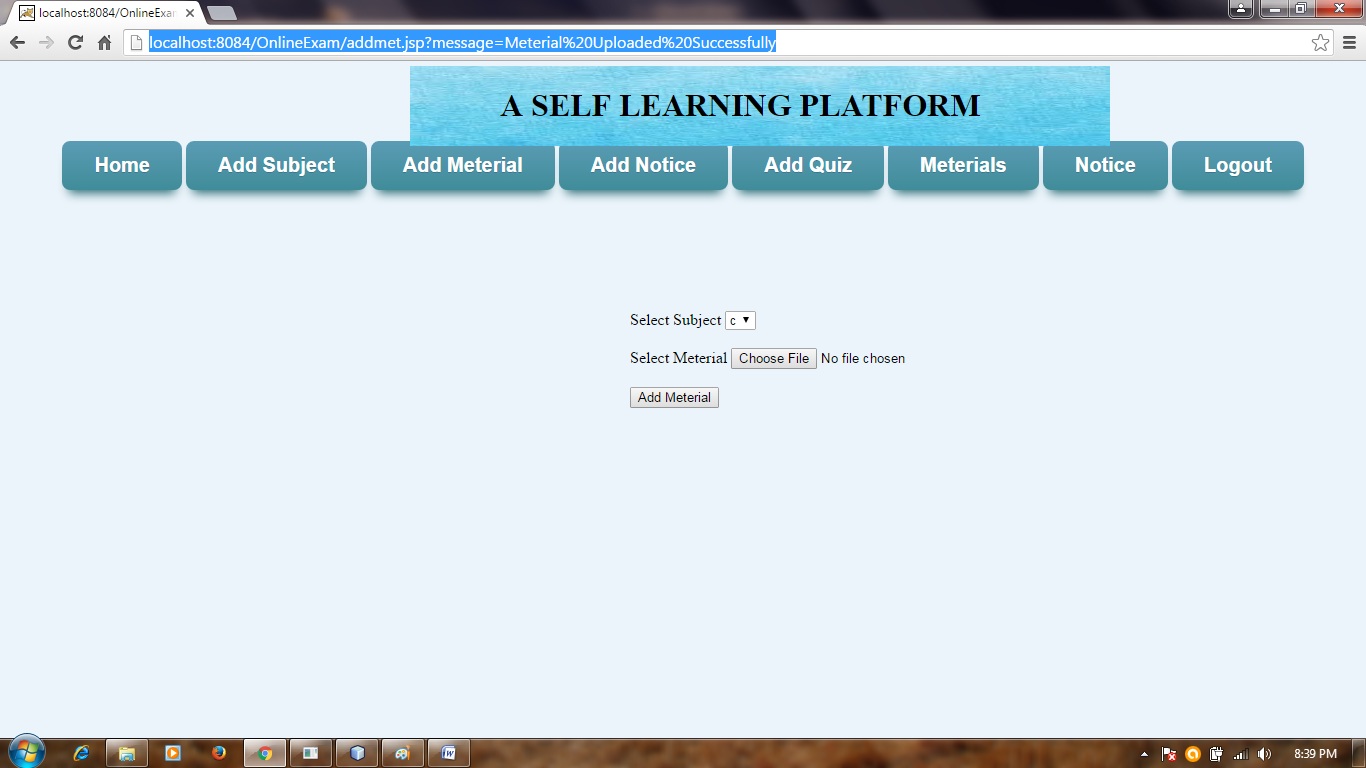 localhost:8084/OnlineExa
localhost:8084/OnlineExam/addmet.jsp?message=Meterial%20Uploaded%20Successfully
A SELF LEARNING PLATFORM
Home Add Subject Add Meterial Add Notice Add Quiz Meterials Notice Logout
Select Subject c
Select Meterial Choose File No file chosen
Add Meterial
8:39 PM